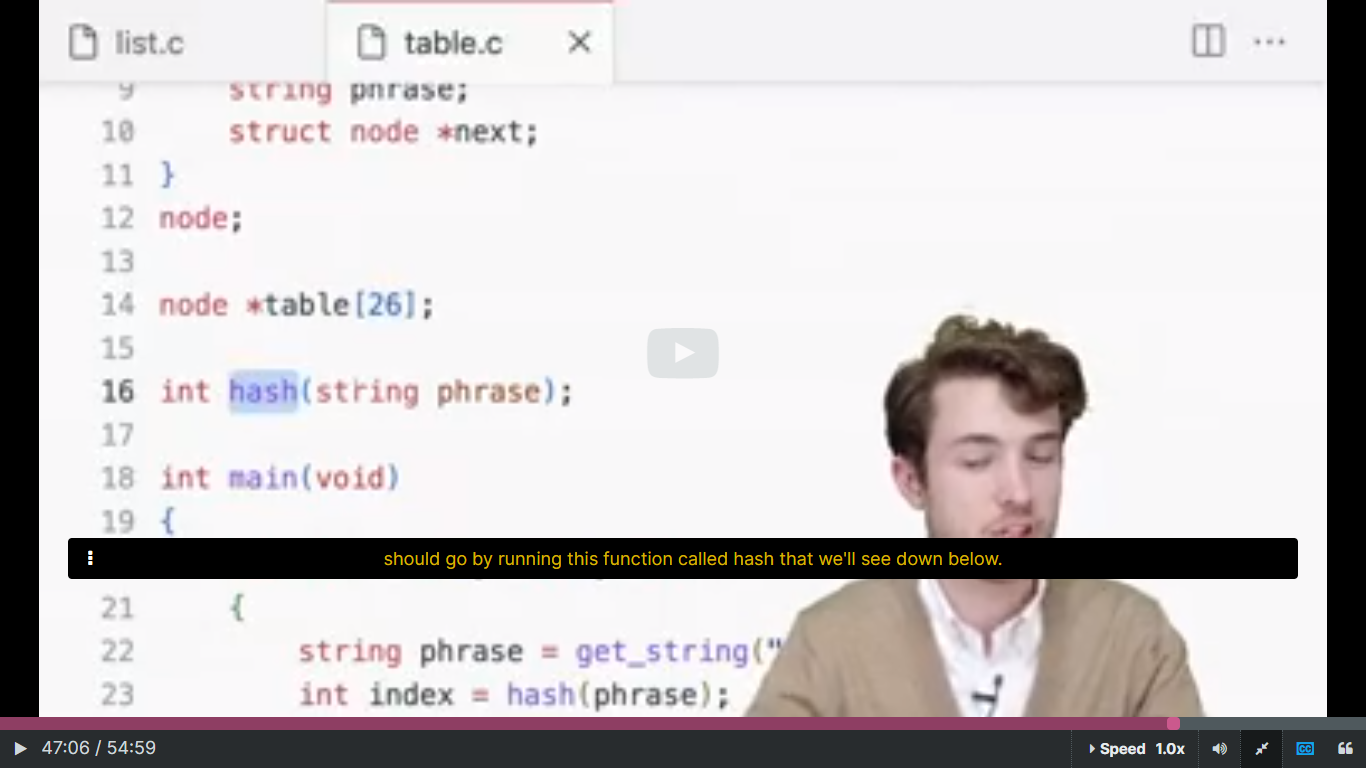 list.c
table.c
9 string phrase;
10 struct node *next;
11 }
12 node;
13
14 node *table[26];
15
16 int hash(string phrase);
17
18 int main(void)
19 {
should go by running this function called hash that we'll see down below.
21 {
22 string phrase = get_string("
23 int index = hash(phrase);
47:06 / 54:59
Speed 1.0x
CC